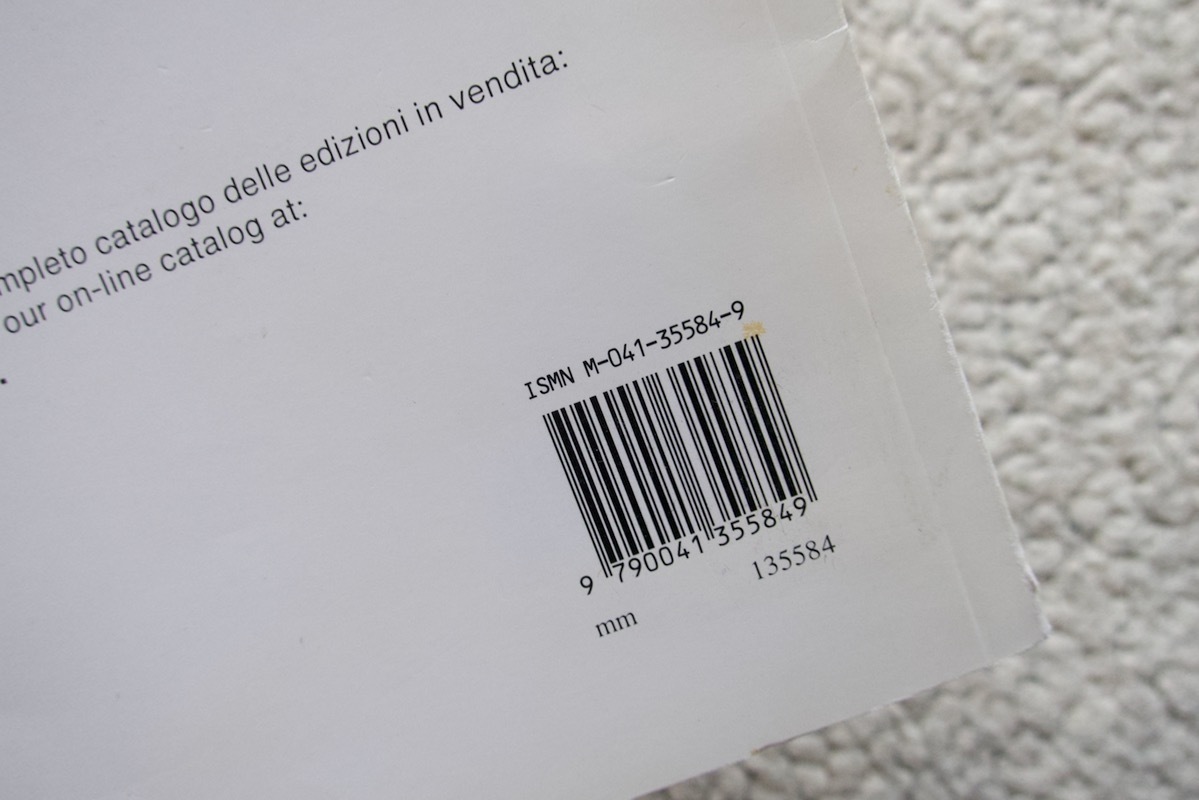 mpleto catalogo delle edizioni in vendita:
our on-line catalog at:
.
ISMN M-041-35584-9
9 790041 355849
135584
mm